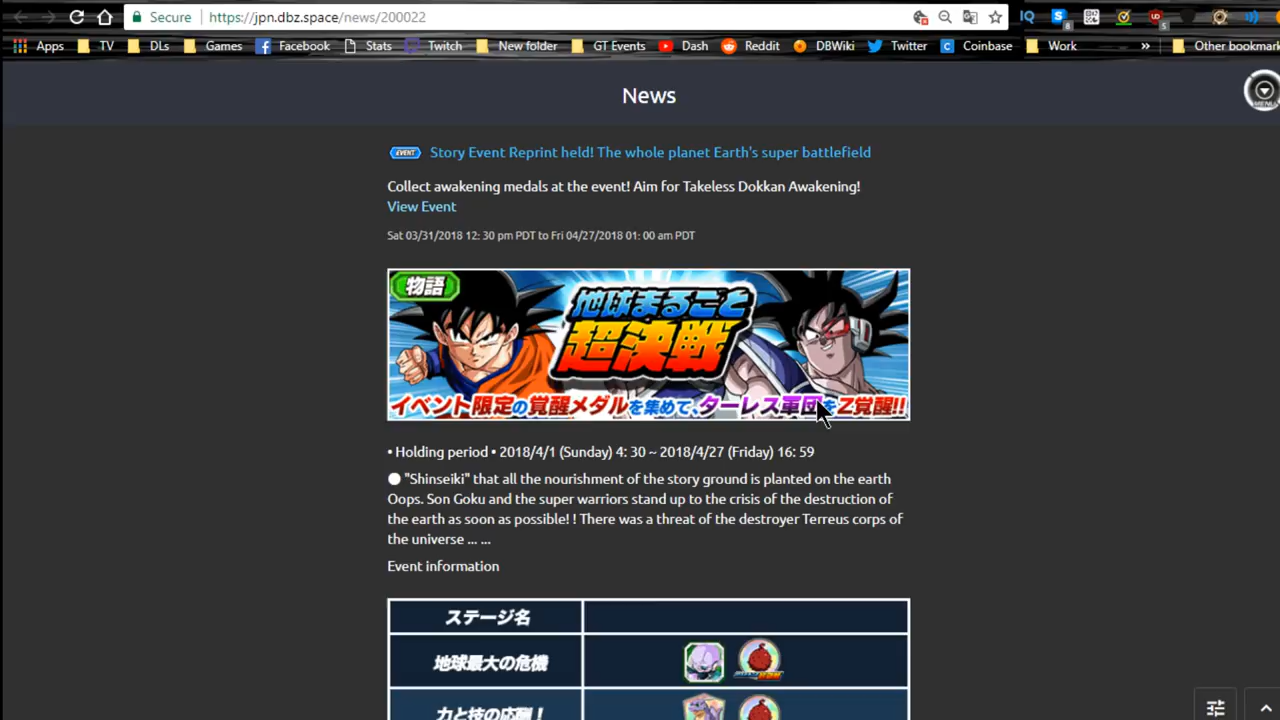 Secure https://jpn.dbz.space/news/200022
Apps TV DLs Games Facebook Stats Twitch New folder GT Events Dash Reddit DBWiki Twitter Coinbase Work » Other bookmark
News
MENU
EVENT Story Event Reprint held! The whole planet Earth's super battlefield
Collect awakening medals at the event! Aim for Takeless Dokkan Awakening!
View Event
Sat 03/31/2018 12: 30 pm PDT to Fri 04/27/2018 01: 00 am PDT
物語
地球まるごと
超決戦
イベント限定の覚醒メダルを集めて、ターレス軍団をZ覚醒!!
• Holding period • 2018/4/1 (Sunday) 4: 30 ~ 2018/4/27 (Friday) 16: 59
● "Shinseiki" that all the nourishment of the story ground is planted on the earth
Oops. Son Goku and the super warriors stand up to the crisis of the destruction of
the earth as soon as possible! ! There was a threat of the destroyer Terreus corps of
the universe ... ...
Event information
ステージ名
地球最大の危機
力と技の応酬！